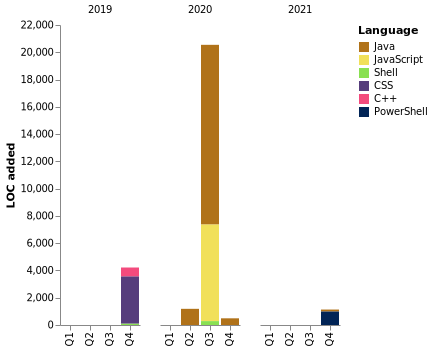 2019 2020 2021
Language
Java
JavaScript
Shell
CSS
C++
PowerShell
LOC added
22,000
20,000
18,000
16,000
14,000
12,000
10,000
8,000
6,000
4,000
2,000
0
Q1 Q2 Q3 Q4 Q1 Q2 Q3 Q4 Q1 Q2 Q3 Q4